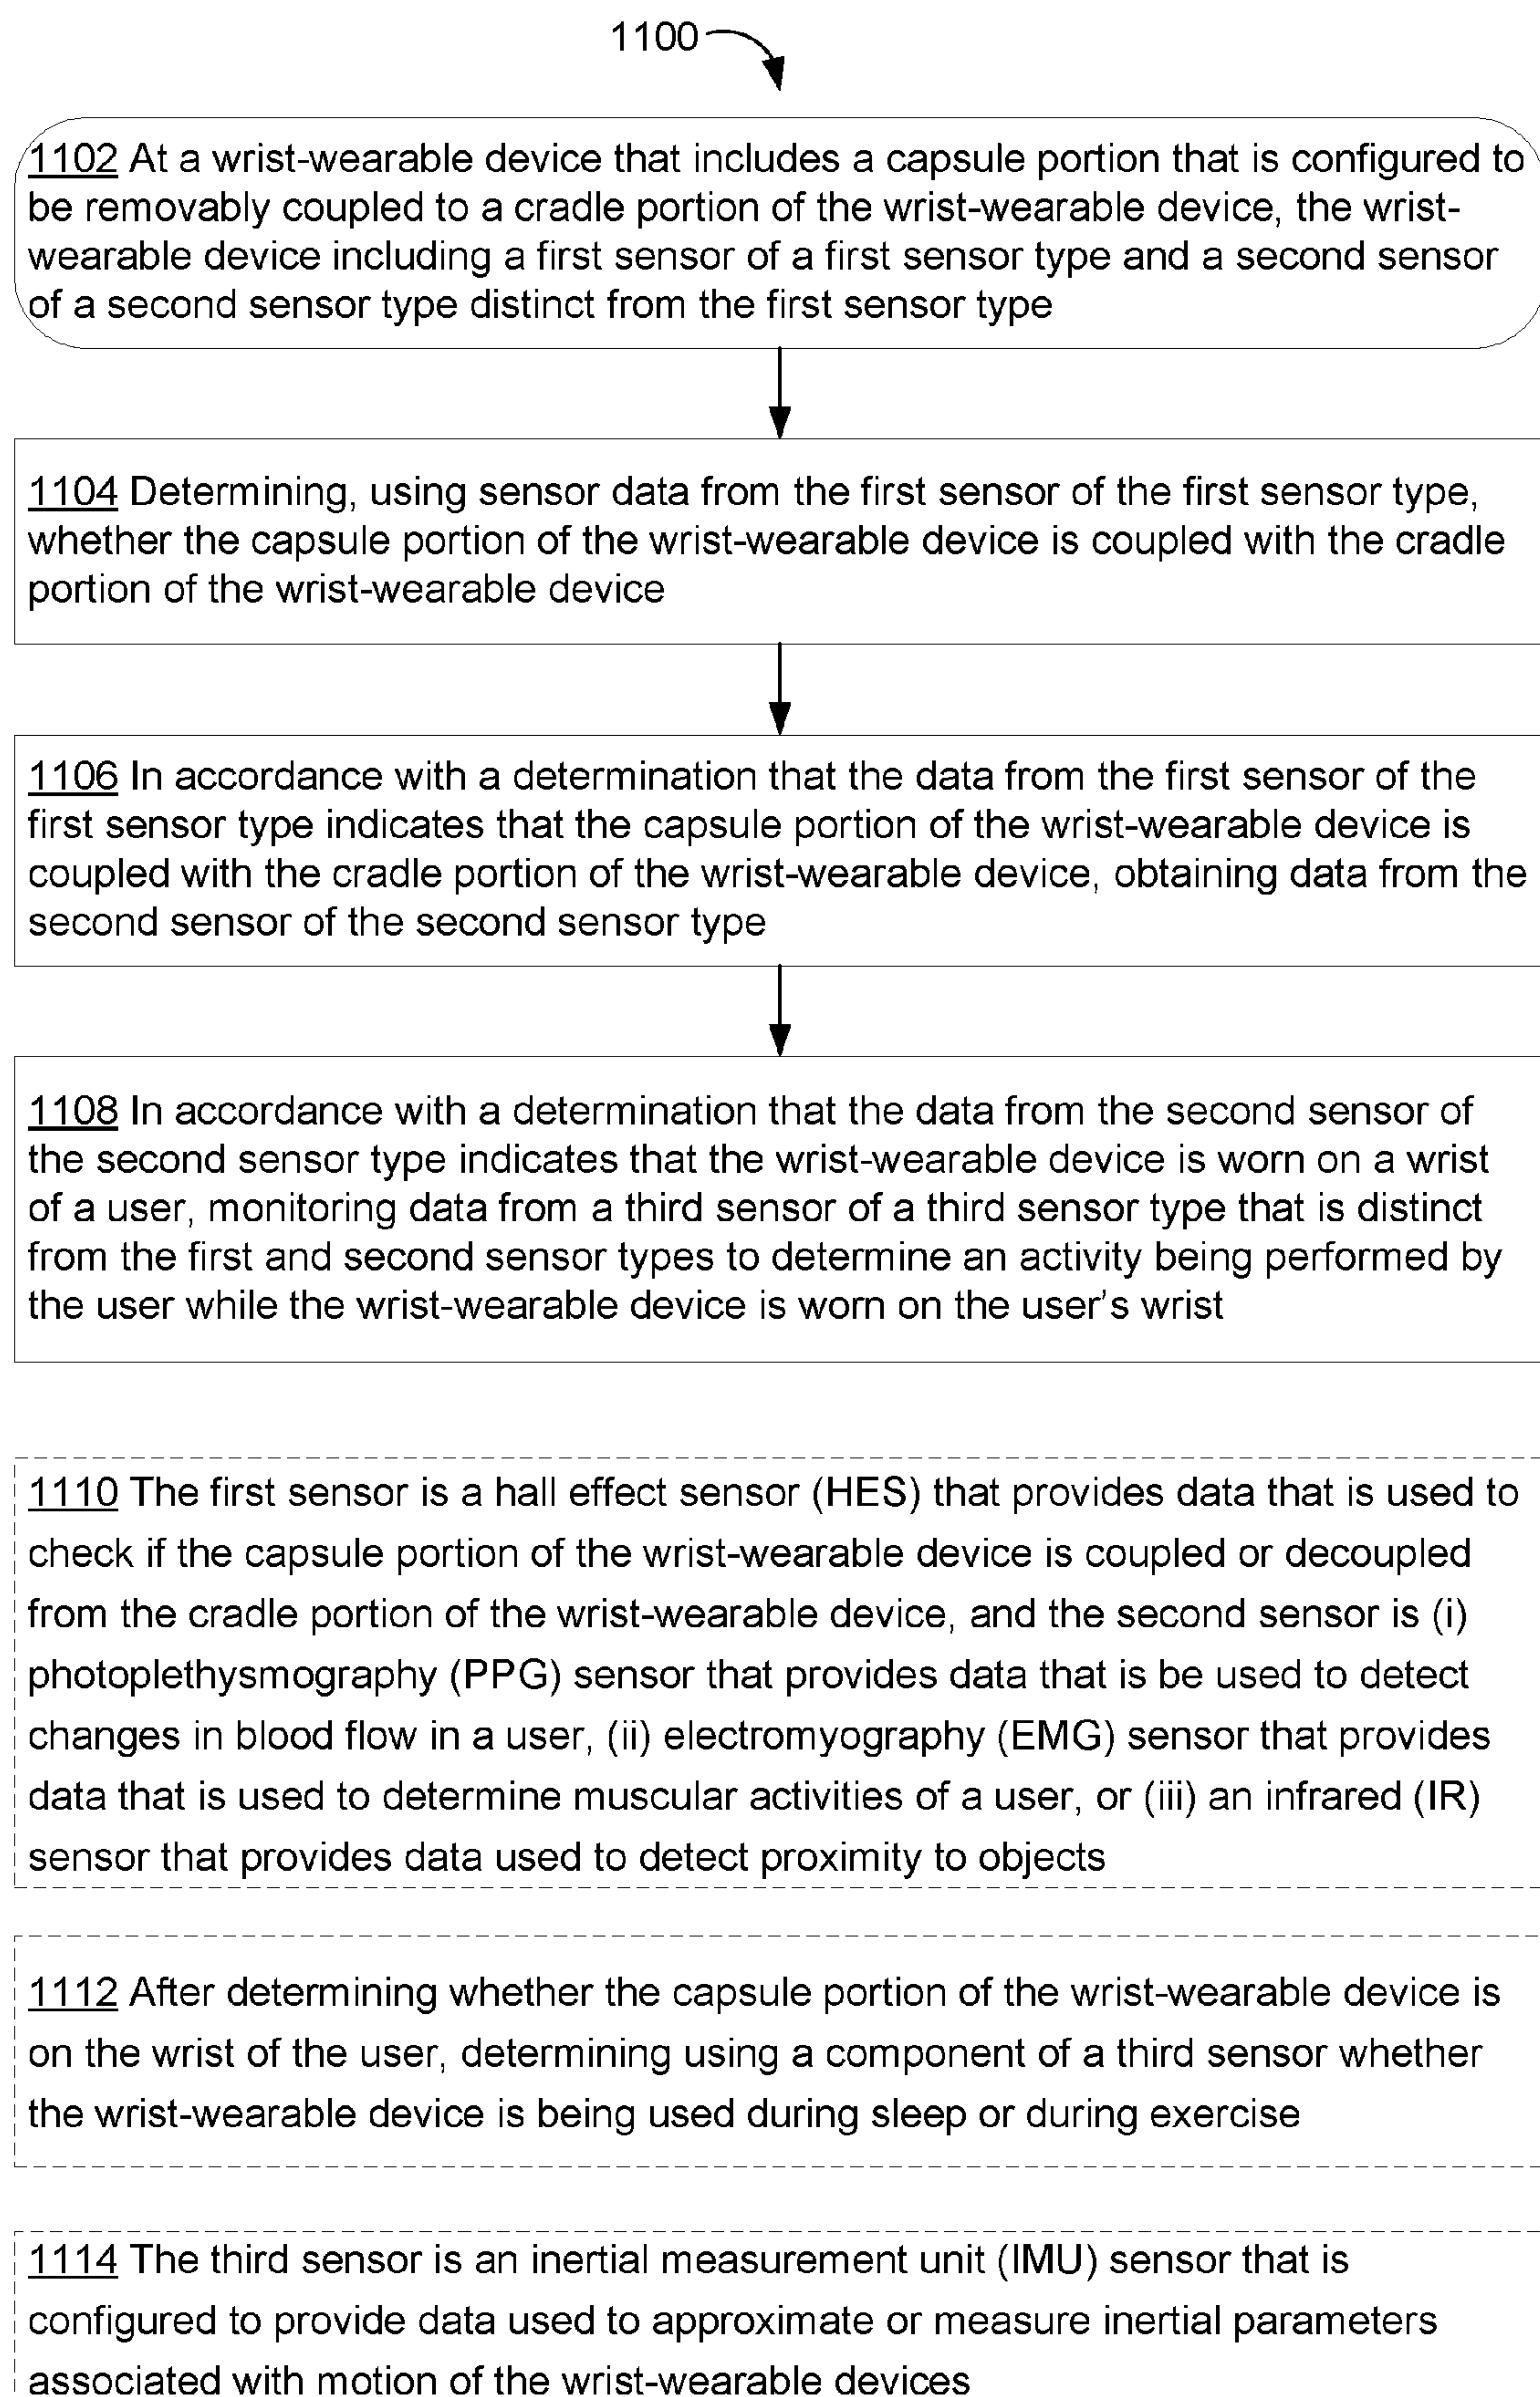 1100
1102 At a wrist-wearable device that includes a capsule portion that is configured to
be removably coupled to a cradle portion of the wrist-wearable device, the wrist-
wearable device including a first sensor of a first sensor type and a second sensor
of a second sensor type distinct from the first sensor type
1104 Determining, using sensor data from the first sensor of the first sensor type,
whether the capsule portion of the wrist-wearable device is coupled with the cradle
portion of the wrist-wearable device
1106 In accordance with a determination that the data from the first sensor of the
first sensor type indicates that the capsule portion of the wrist-wearable device is
coupled with the cradle portion of the wrist-wearable device, obtaining data from the
second sensor of the second sensor type
1108 In accordance with a determination that the data from the second sensor of
the second sensor type indicates that the wrist-wearable device is worn on a wrist
of a user, monitoring data from a third sensor of a third sensor type that is distinct
from the first and second sensor types to determine an activity being performed by
the user while the wrist-wearable device is worn on the user's wrist
1110 The first sensor is a hall effect sensor (HES) that provides data that is used to
check if the capsule portion of the wrist-wearable device is coupled or decoupled
from the cradle portion of the wrist-wearable device, and the second sensor is (i)
photoplethysmography (PPG) sensor that provides data that is be used to detect
changes in blood flow in a user, (ii) electromyography (EMG) sensor that provides
data that is used to determine muscular activities of a user, or (iii) an infrared (IR)
sensor that provides data used to detect proximity to objects
1112 After determining whether the capsule portion of the wrist-wearable device is
on the wrist of the user, determining using a component of a third sensor whether
the wrist-wearable device is being used during sleep or during exercise
1114 The third sensor is an inertial measurement unit (IMU) sensor that is
configured to provide data used to approximate or measure inertial parameters
associated with motion of the wrist-wearable devices